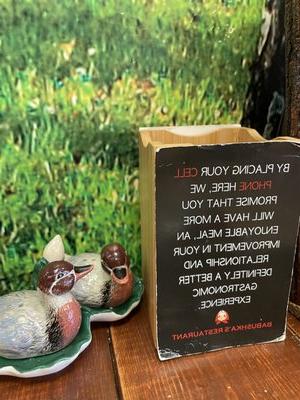 BY PLACING YOUR CELL
PHONE HERE, WE
PROMISE THAT YOU
WILL HAVE A MORE
ENJOYABLE MEAL, AN
IMPROVEMENT IN YOUR
RELATIONSHIP AND
DEFINTELY A BETTER
GASTRONOMIC
EXPERIENCE.
BABUSHKA'S RESTAURANT